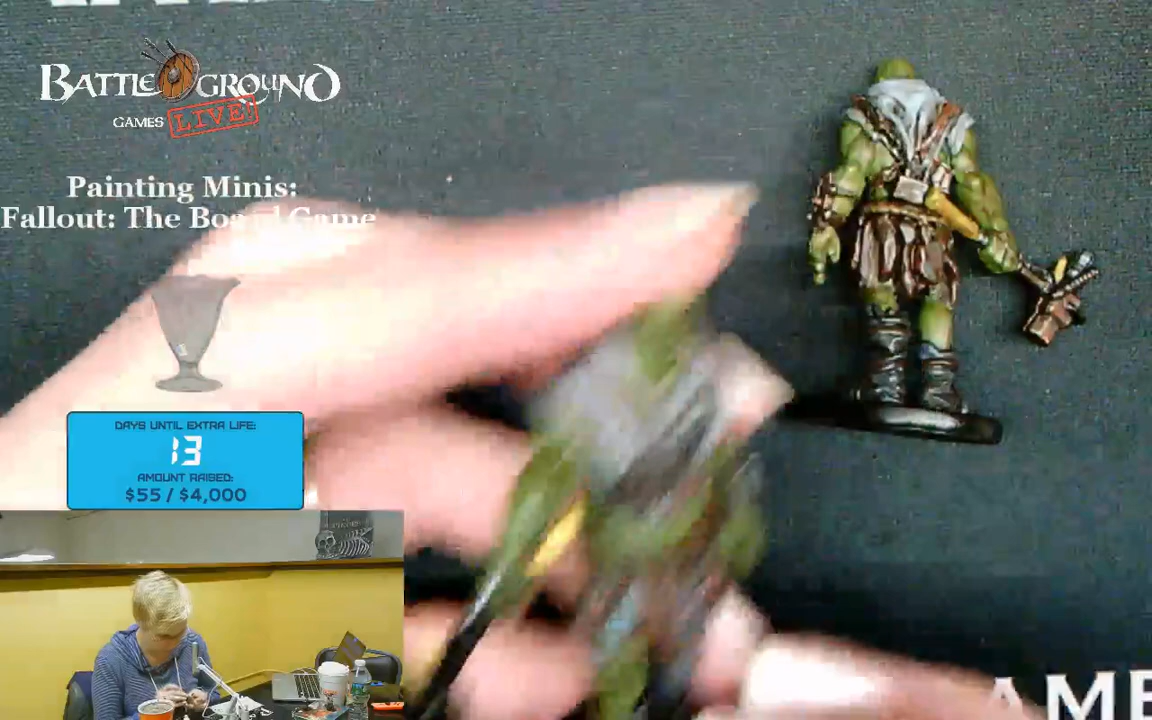 BATTLEGROUND
GAMES LIVE!
Painting Minis:
Fallout: The Board Game
DAYS UNTIL EXTRA LIFE:
13
AMOUNT RAISED:
$55 / $4,000
AME